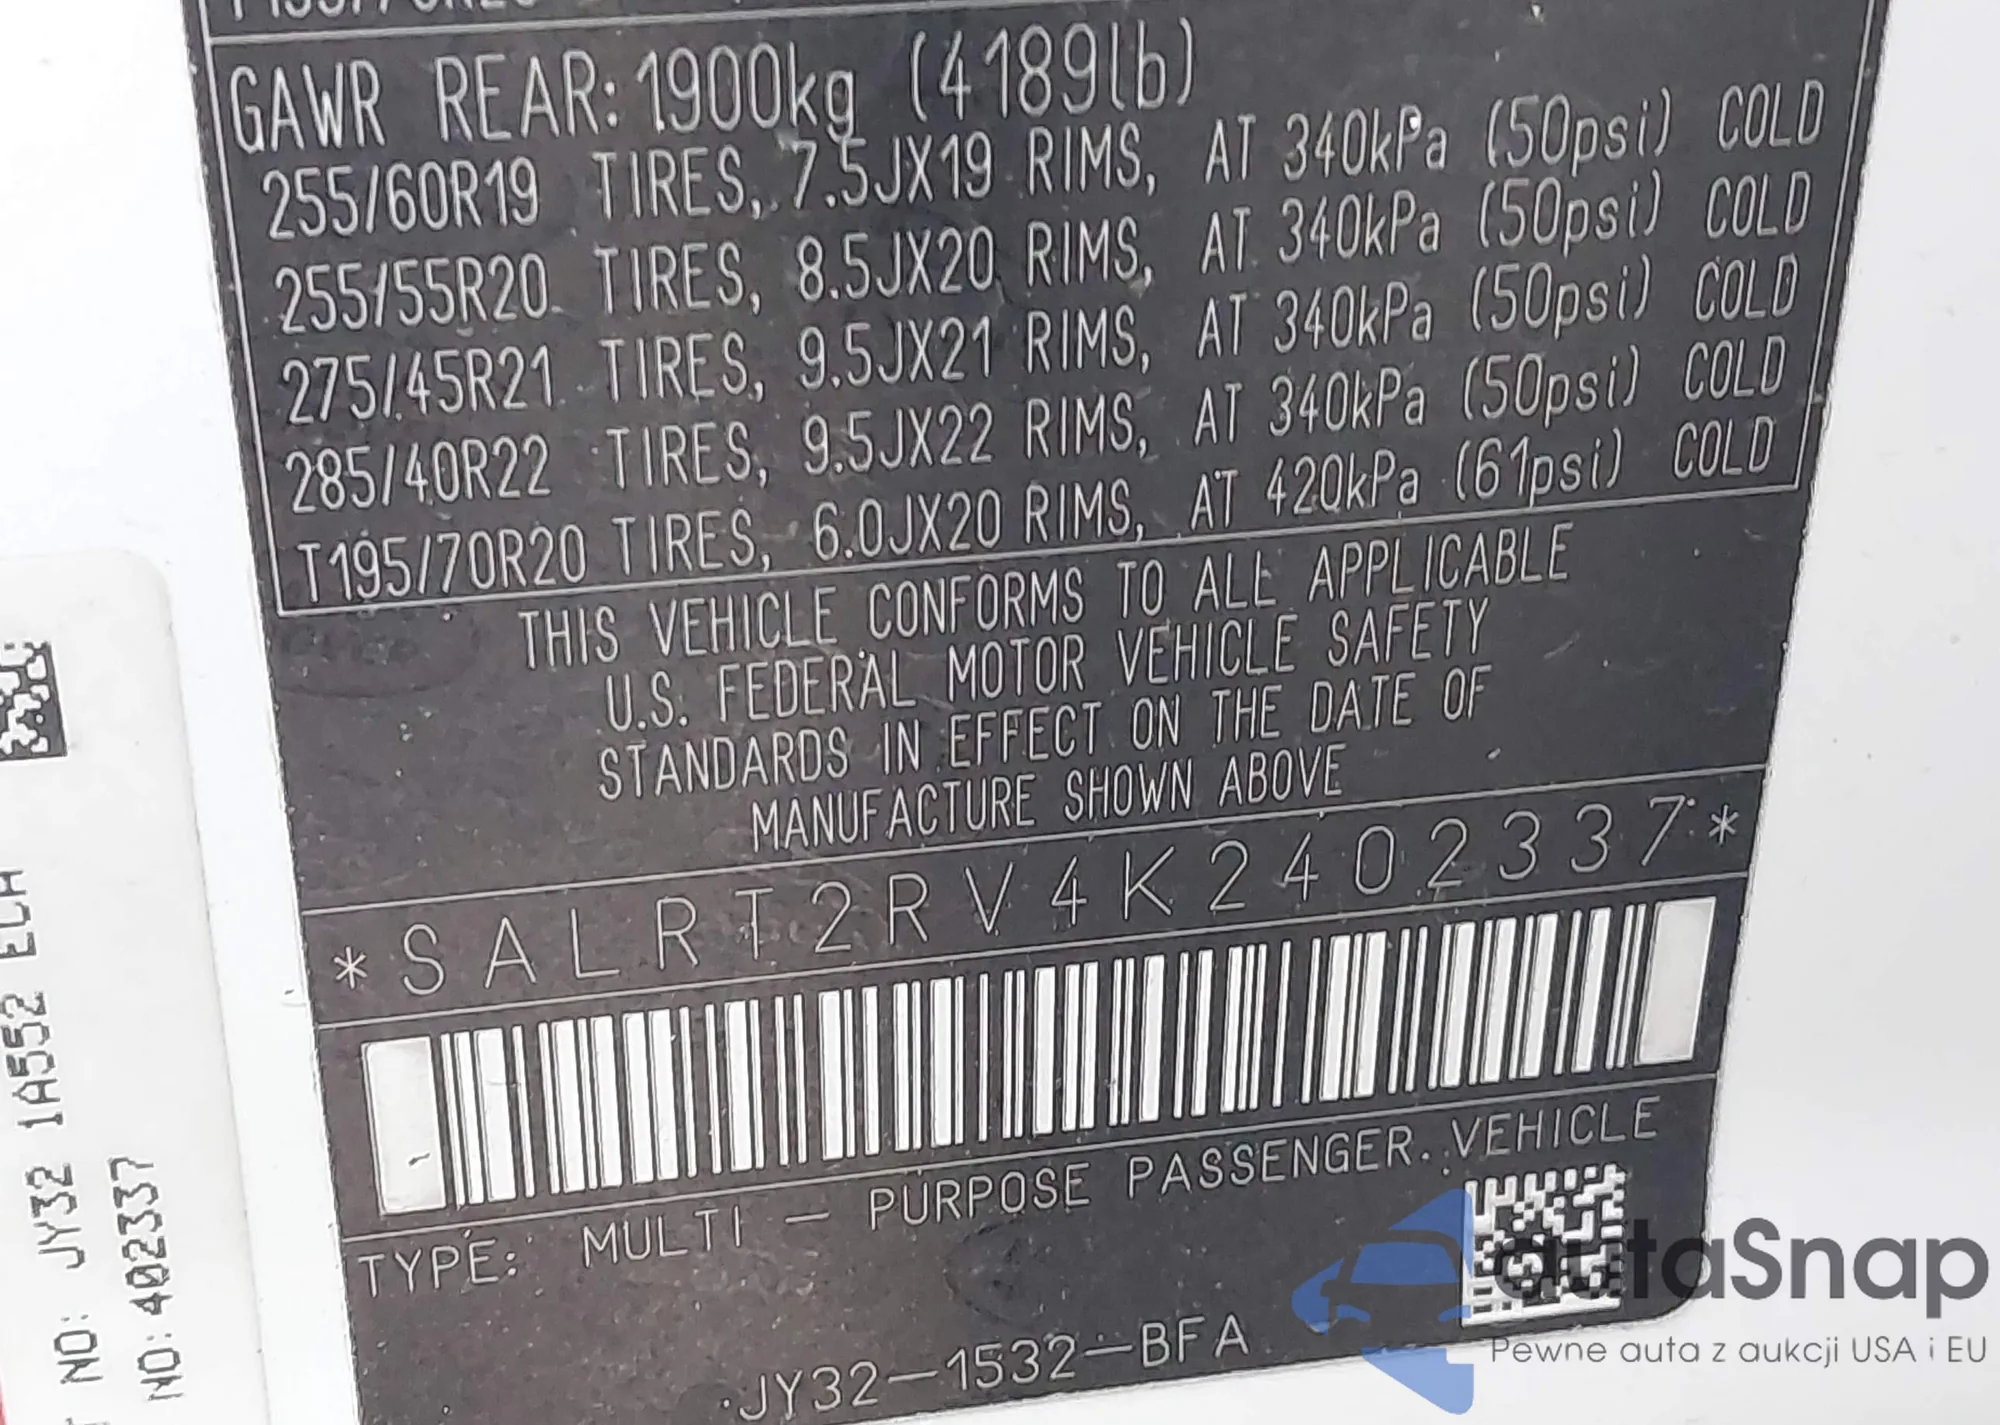 GAWR REAR: 1900kg (4189lb)
255/60R19 TIRES, 7.5JX19 RIMS, AT 340kPa (50psi) COLD
255/55R20 TIRES, 8.5JX20 RIMS, AT 340kPa (50psi) COLD
275/45R21 TIRES, 9.5JX21 RIMS, AT 340kPa (50psi) COLD
285/40R22 TIRES, 9.5JX22 RIMS, AT 340kPa (50psi) COLD
T195/70R20 TIRES, 6.0JX20 RIMS, AT 420kPa (61psi) COLD
THIS VEHICLE CONFORMS TO ALL APPLICABLE
U.S. FEDERAL MOTOR VEHICLE SAFETY
STANDARDS IN EFFECT ON THE DATE OF
MANUFACTURE SHOWN ABOVE
*SALRT2RV4K2402337*
TYPE: MULTI - PURPOSE PASSENGER VEHICLE
JY32-1532-BFA
NO: JY32 1A552 ELH
NO:402337
autaSnap
Pewne auta z aukcji USA i EU